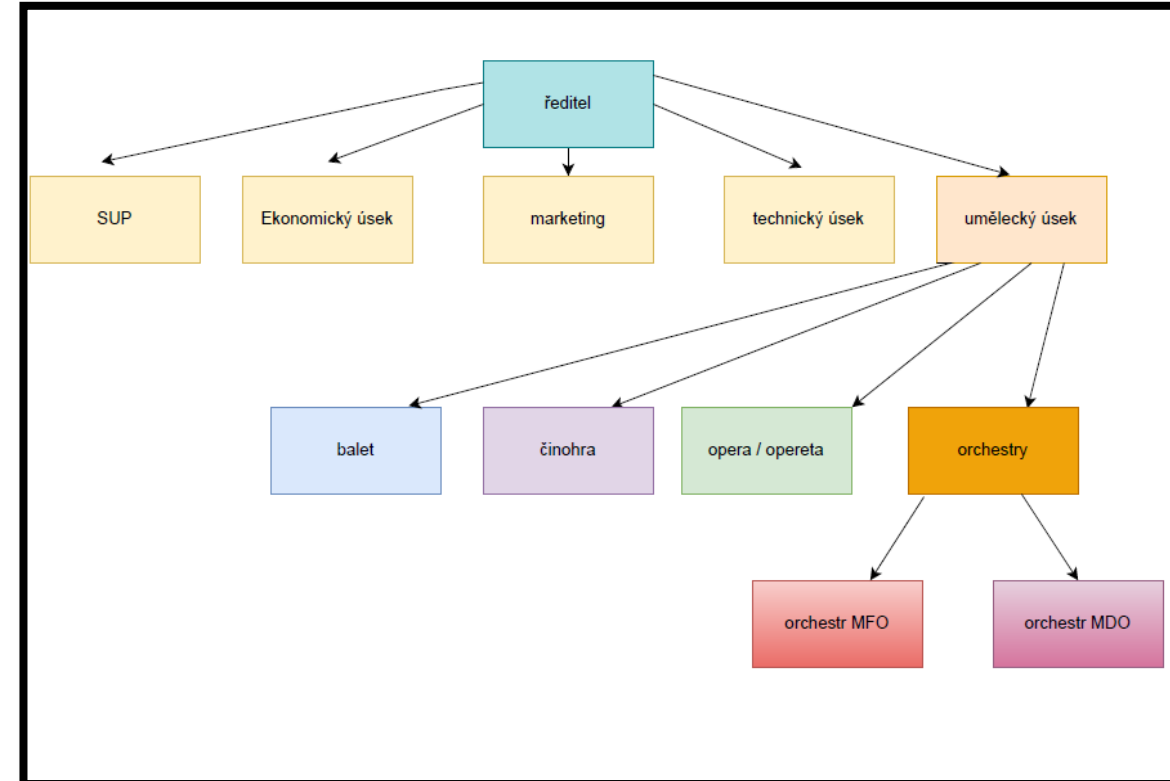 ředitel
SUP
Ekonomický úsek
marketing
technický úsek
umělecký úsek
balet
činohra
opera / opereta
orchestry
orchestr MFO
orchestr MDO